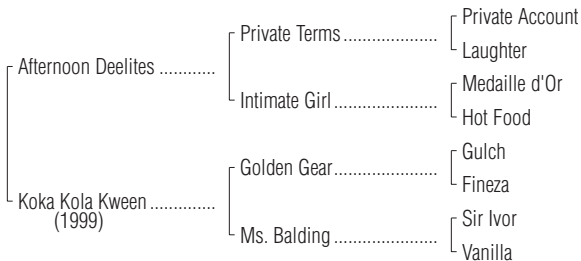 Private Account
Private Terms ....................
Laughter
Afternoon Deelites ............
Medaille d'Or
Intimate Girl ......................
Hot Food
Gulch
Golden Gear......................
Fineza
Koka Kola Kween ..............
(1999)
Sir Ivor
Ms. Balding ......................
Vanilla